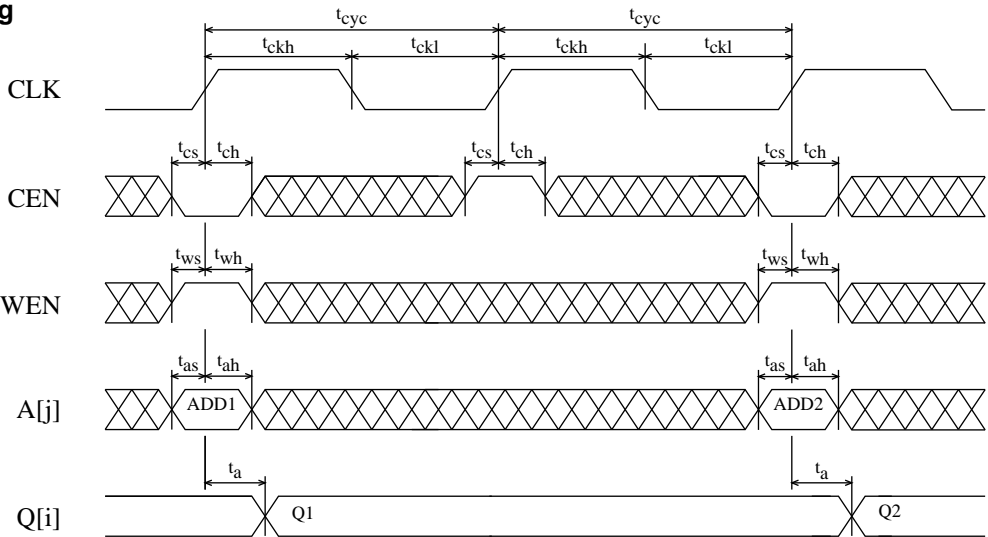 g
t_cyc t_cyc
t_ckh t_ckl t_ckh t_ckl
CLK
t_cs t_ch t_cs t_ch t_cs t_ch
CEN
t_ws t_wh t_ws t_wh
WEN
t_as t_ah t_as t_ah
A[j] ADD1 ADD2
t_a t_a
Q[i] Q1 Q2